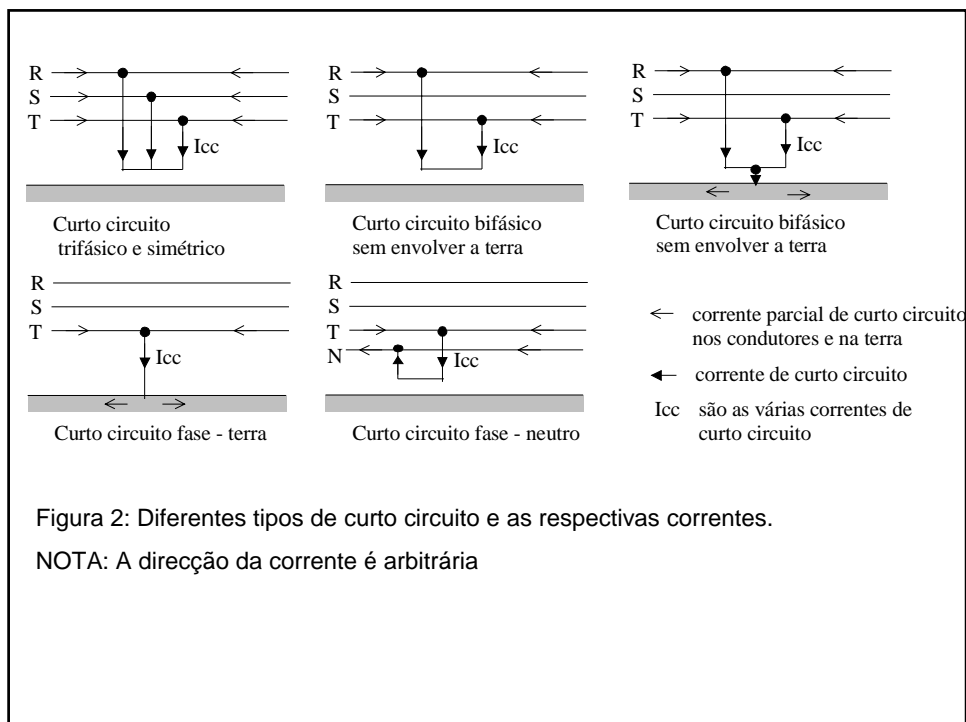 R
S
T
Icc
Curto circuito
trifásico e simétrico
R
S
T
Icc
Curto circuito bifásico
sem envolver a terra
R
S
T
Icc
Curto circuito bifásico
sem envolver a terra
R
S
T
Icc
Curto circuito fase - terra
R
S
T
N
Icc
Curto circuito fase - neutro
corrente parcial de curto circuito
nos condutores e na terra
corrente de curto circuito
Icc são as várias correntes de
curto circuito
Figura 2: Diferentes tipos de curto circuito e as respectivas correntes.
NOTA: A direcção da corrente é arbitrária